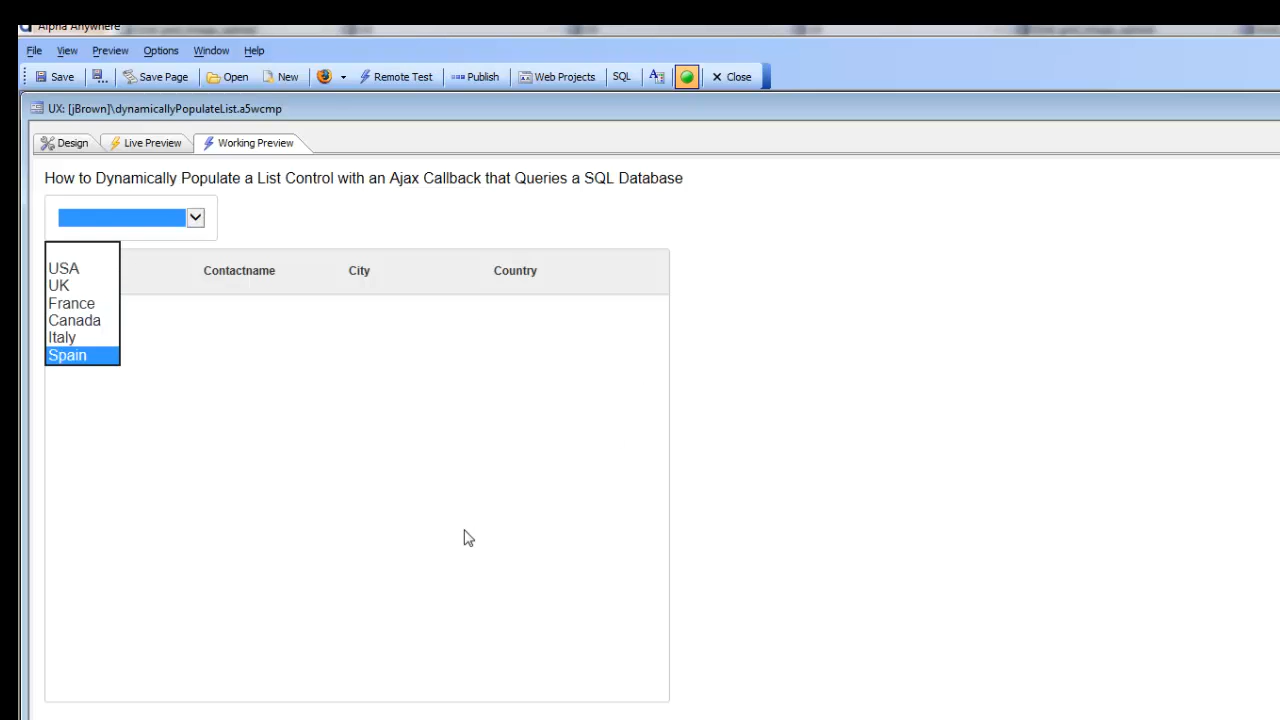 Alpha Anywhere
File View Preview Options Window Help
Save Save Page Open New Remote Test Publish Web Projects SQL Close
UX: [jBrown]\dynamicallyPopulateList.a5wcmp
Design Live Preview Working Preview
How to Dynamically Populate a List Control with an Ajax Callback that Queries a SQL Database
Contactname City Country
USA
UK
France
Canada
Italy
Spain